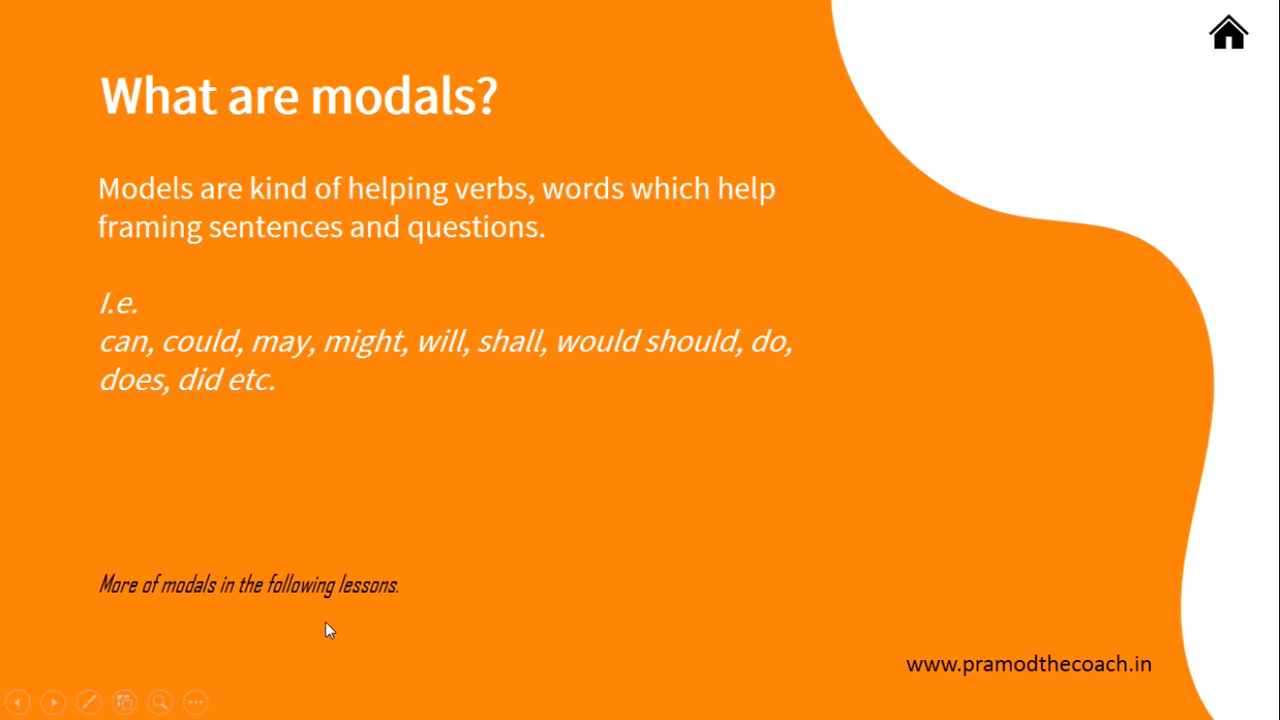 What are modals?
Models are kind of helping verbs, words which help
framing sentences and questions.
I.e.
can, could, may, might, will, shall, would should, do,
does, did etc.
More of modals in the following lessons.
www.pramodthecoach.in